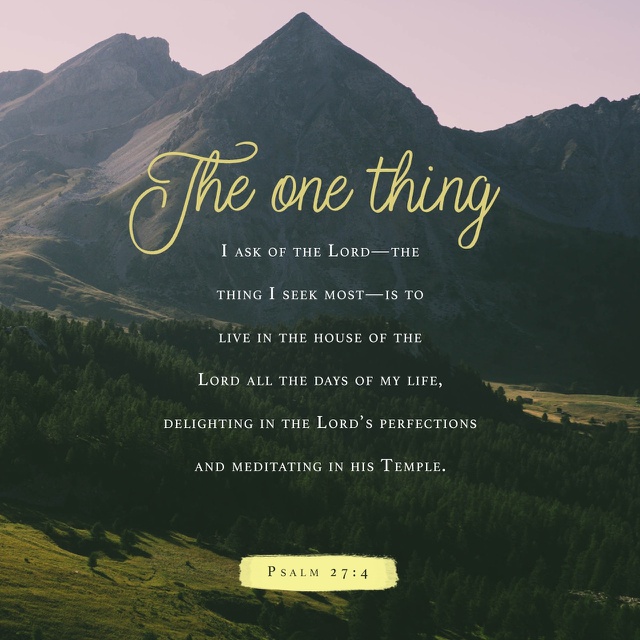 The one thing
I ask of the Lord—the
thing I seek most—is to
live in the house of the
Lord all the days of my life,
delighting in the Lord’s perfections
and meditating in his Temple.
Psalm 27:4